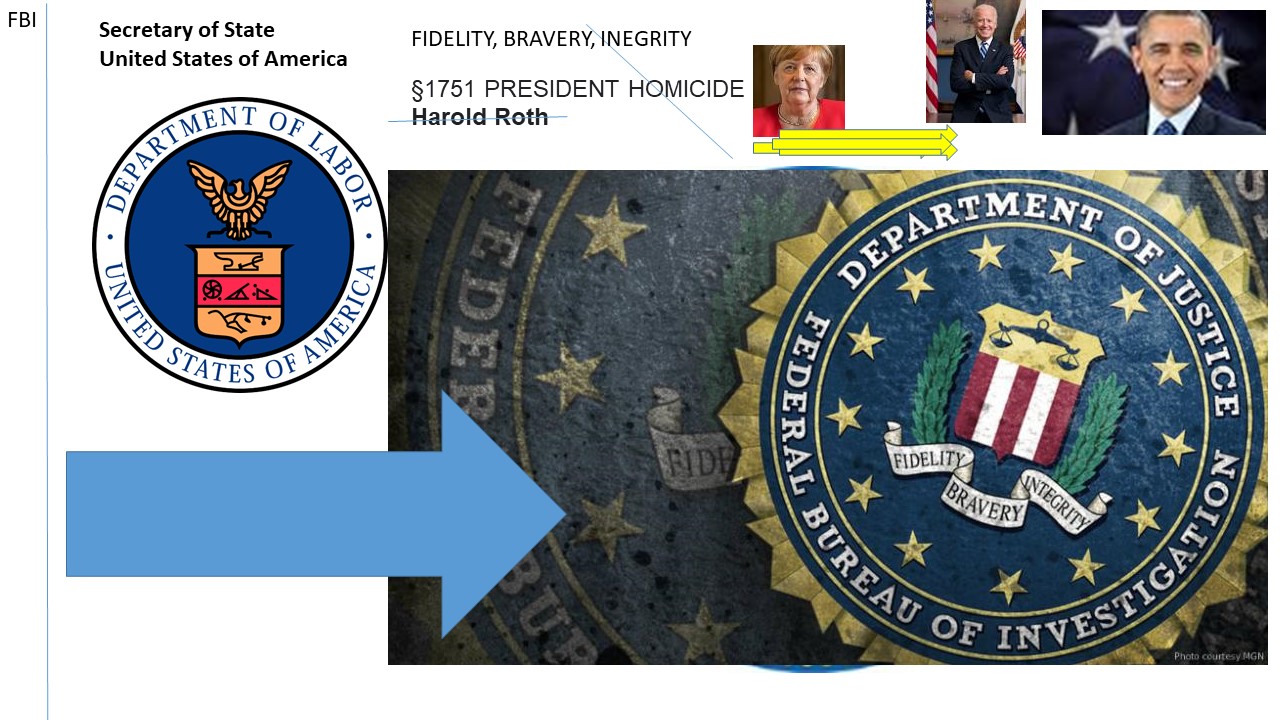 FBI
Secretary of State
United States of America
FIDELITY, BRAVERY, INEGRITY
§1751 PRESIDENT HOMICIDE
Harold Roth
DEPARTMENT OF LABOR
UNITED STATES OF AMERICA
FEDER
BUR
FIDE
DEPARTMENT OF JUSTICE
FEDERAL BUREAU OF INVESTIGATION
FIDELITY
BRAVERY
INTEGRITY
Photo courtesy MGN